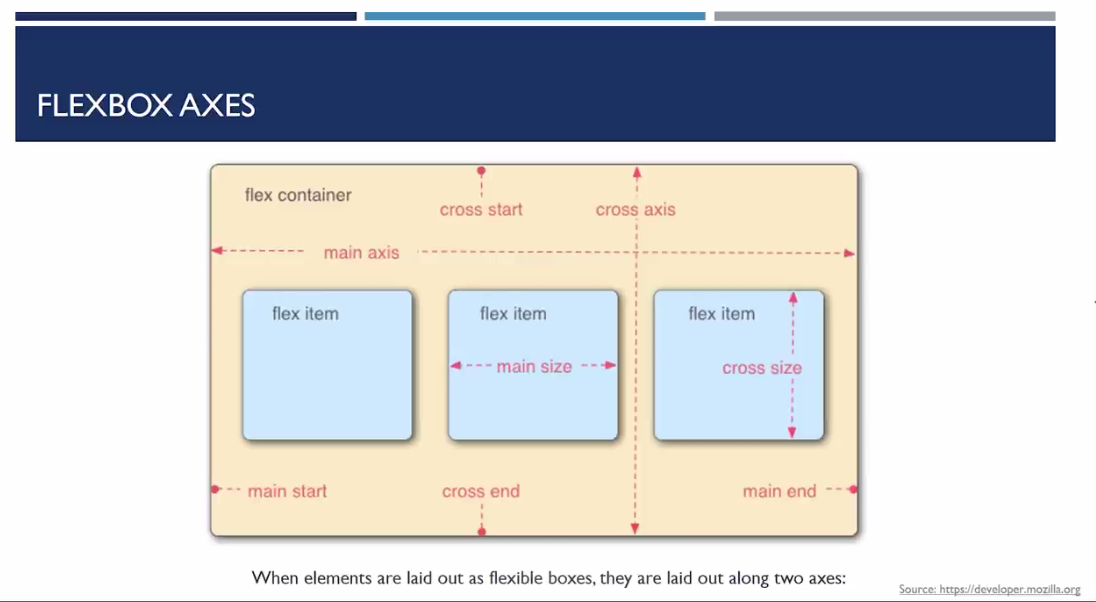 FLEXBOX AXES
flex container
cross start
cross axis
main axis
flex item
flex item
flex item
main size
cross size
main start
cross end
main end
When elements are laid out as flexible boxes, they are laid out along two axes:
Source: https://developer.mozilla.org